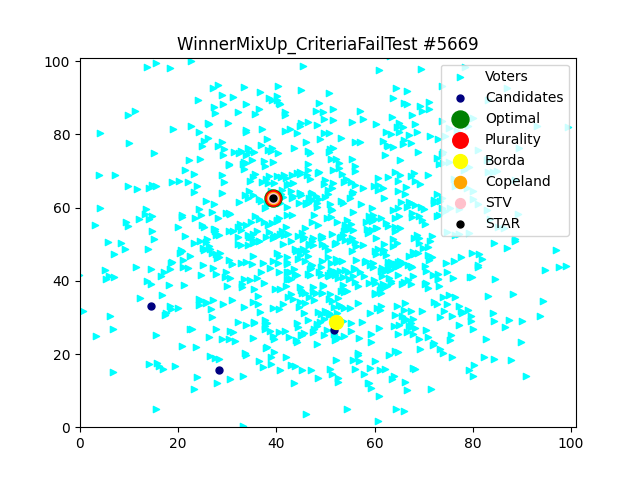 WinnerMixUp_CriteriaFailTest #5669
100
80
60
40
20
0
0
20
40
60
80
100
Voters
Candidates
Optimal
Plurality
Borda
Copeland
STV
STAR